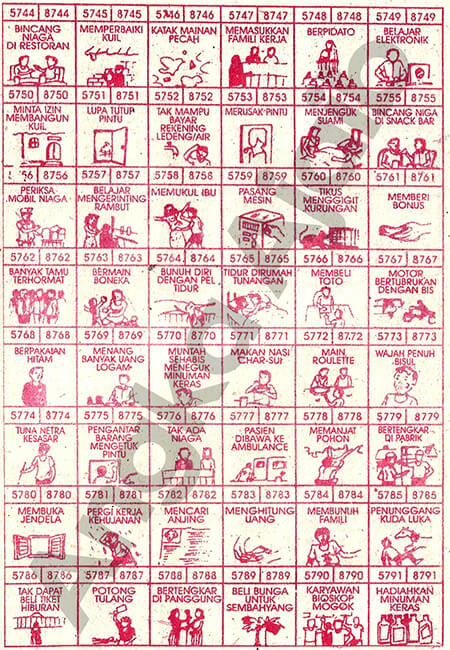 5744 8744 5745 8745 5746 8746 5747 8747 5748 8748 5749 8749
BINCANG
NIAGA
DI RESTORAN
MEMPERBAIKI
KUIL
KATAK MAINAN
PECAH
MEMASUKKAN
FAMILI KERJA
BERPIDATO
BELAJAR
ELEKTRONIK
5750 8750 5751 8751 5752 8752 5753 8753 5754 8754 5755 8755
MINTA IZIN
MEMBANGUN
KUIL
LUPA TUTUP
PINTU
TAK MAMPU
BAYAR
REKENING
LEDENG/AIR
MERUSAK PINTU
MENJENGUK
SUAMI
BINCANG NIGA
DI SNACK BAR
8756 5757 8757 5758 8758 5759 8759 5760 8760 5761 8761
PERIKSA
MOBIL NIAGA
BELAJAR
MENGERINTING
RAMBUT
MEMUKUL IBU
PASANG
MESIN
TIKUS
MENGGIGIT
KURUNGAN
MEMBERI
BONUS
5762 8762 5763 8763 5764 8764 5765 8765 5766 8766 5767 8767
BANYAK TAMU
TERHORMAT
BERMAIN
BONEKA
BUNUH DIRI
DENGAN PEL
TIDUR
TIDUR DIRUMAH
TUNANGAN
MEMBELI
TOTO
MOTOR
BERTUBRUKAN
DENGAN BIS
5768 8768 5769 8769 5770 8770 5771 8771 5772 8772 5773 8773
BERPAKAIAN
HITAM
MENANG
BANYAK UANG
LOGAM
MUNTAH
SEHABIS
MENEGUK
MINUMAN
KERAS
MAKAN NASI
CHAR-SUI
MAIN
ROULETTE
WAJAH PENUH
BISUL
5774 8774 5775 8775 5776 8776 5777 8777 5778 8778 5779 8779
TUNA NETRA
KESASAR
PENGANTAR
BARANG
MENGETUK
PINTU
TAK ADA
NIAGA
PASIEN
DIBAWA KE
AMBULANCE
MEMANJAT
POHON
BERTENGKAR
DI PABRIK
5780 8780 5781 8781 5782 8782 5783 8783 5784 8784 5785 8785
MEMBUKA
JENDELA
PERGI KERJA
KEHUJANAN
MENCARI
ANJING
MENGHITUNG
UANG
MEMBUNUH
FAMILI
PENUNGGANG
KUDA LUKA
5786 8786 5787 8787 5788 8788 5789 8789 5790 8790 5791 8791
TAK DAPAT
BELI TIKET
HIBURAN
POTONG
TULANG
BERTENGKAR
DI PANGGUNG
BELI BUNGA
UNTUK
SEMBAHYANG
KARYAWAN
BIOSKOP
MOGOK
HADIAHKAN
MINUMAN
KERAS